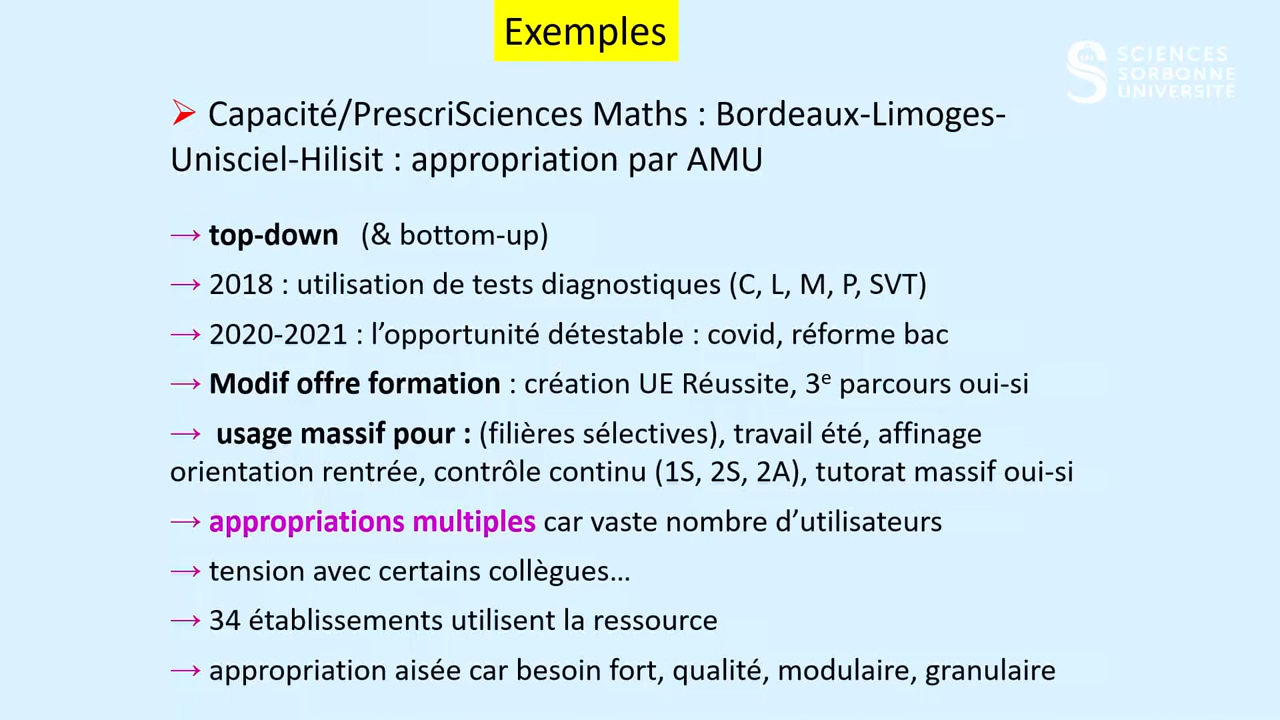 Exemples
SCIENCES
SORBONNE
UNIVERSITÉ
➢ Capacité/PrescriSciences Maths : Bordeaux-Limoges-
Unisciel-Hilisit : appropriation par AMU
→ top-down (& bottom-up)
→ 2018 : utilisation de tests diagnostiques (C, L, M, P, SVT)
→ 2020-2021 : l’opportunité détestable : covid, réforme bac
→ Modif offre formation : création UE Réussite, 3e parcours oui-si
→ usage massif pour : (filières sélectives), travail été, affinage
orientation rentrée, contrôle continu (1S, 2S, 2A), tutorat massif oui-si
→ appropriations multiples car vaste nombre d’utilisateurs
→ tension avec certains collègues…
→ 34 établissements utilisent la ressource
→ appropriation aisée car besoin fort, qualité, modulaire, granulaire